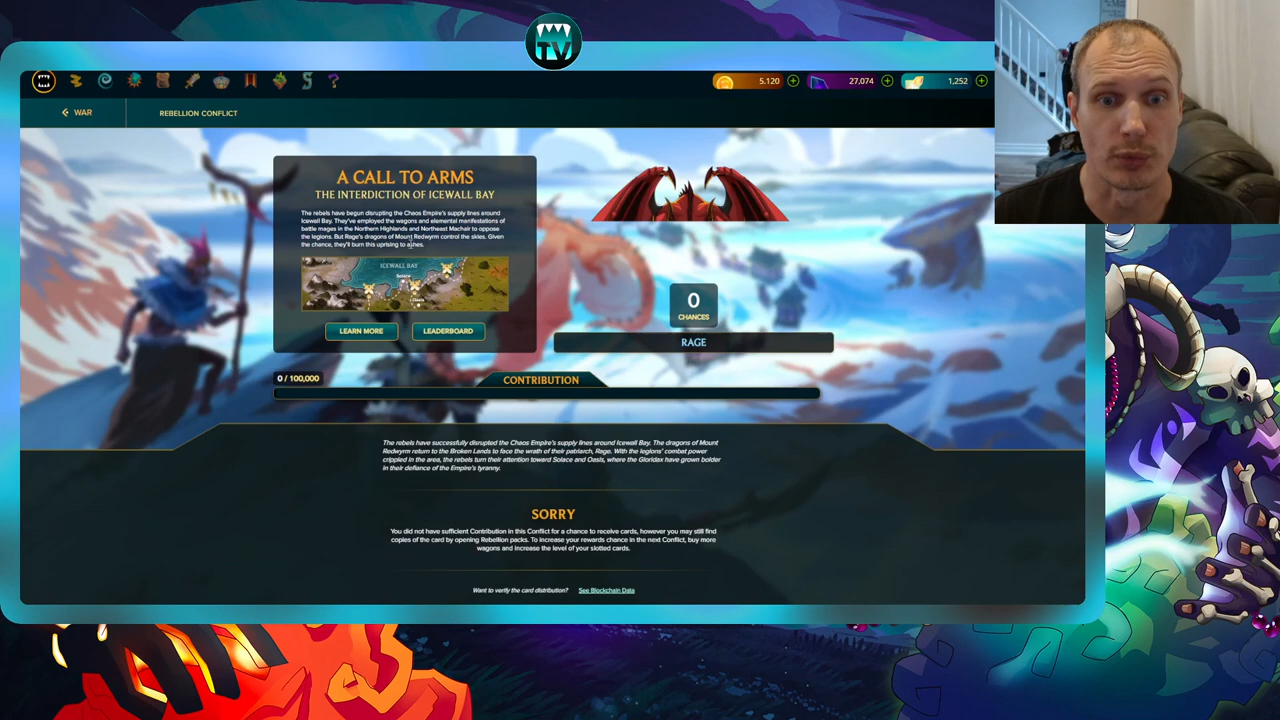 TV
5.120
27,074
1,252
WAR
REBELLION CONFLICT
A CALL TO ARMS
THE INTERDICTION OF ICEWALL BAY
The rebels have begun disrupting the Chaos Empire's supply lines around
Icewall Bay. They've employed the wagons and elemental manifestations of
battle mages in the Northern Highlands and Northeast Machair to oppose
the legions. But Rage's dragons of Mount Redwyrm control the skies. Given
the chance, they'll burn this uprising to ashes.
ICEWALL BAY
Solace
Oasis
LEARN MORE
LEADERBOARD
0
CHANCES
RAGE
0 / 100,000
CONTRIBUTION
The rebels have successfully disrupted the Chaos Empire's supply lines around Icewall Bay. The dragons of Mount
Redwyrm return to the Broken Lands to face the wrath of their patriarch, Rage. With the legions' combat power
crippled in the area, the rebels turn their attention toward Solace and Oasis, where the Gloridax have grown bolder
in their defiance of the Empire's tyranny.
SORRY
You did not have sufficient Contribution in this Conflict for a chance to receive cards, however you may still find
copies of the card by opening Rebellion packs. To increase your rewards chance in the next Conflict, buy more
wagons and increase the level of your slotted cards.
Want to verify the card distribution? See Blockchain Data